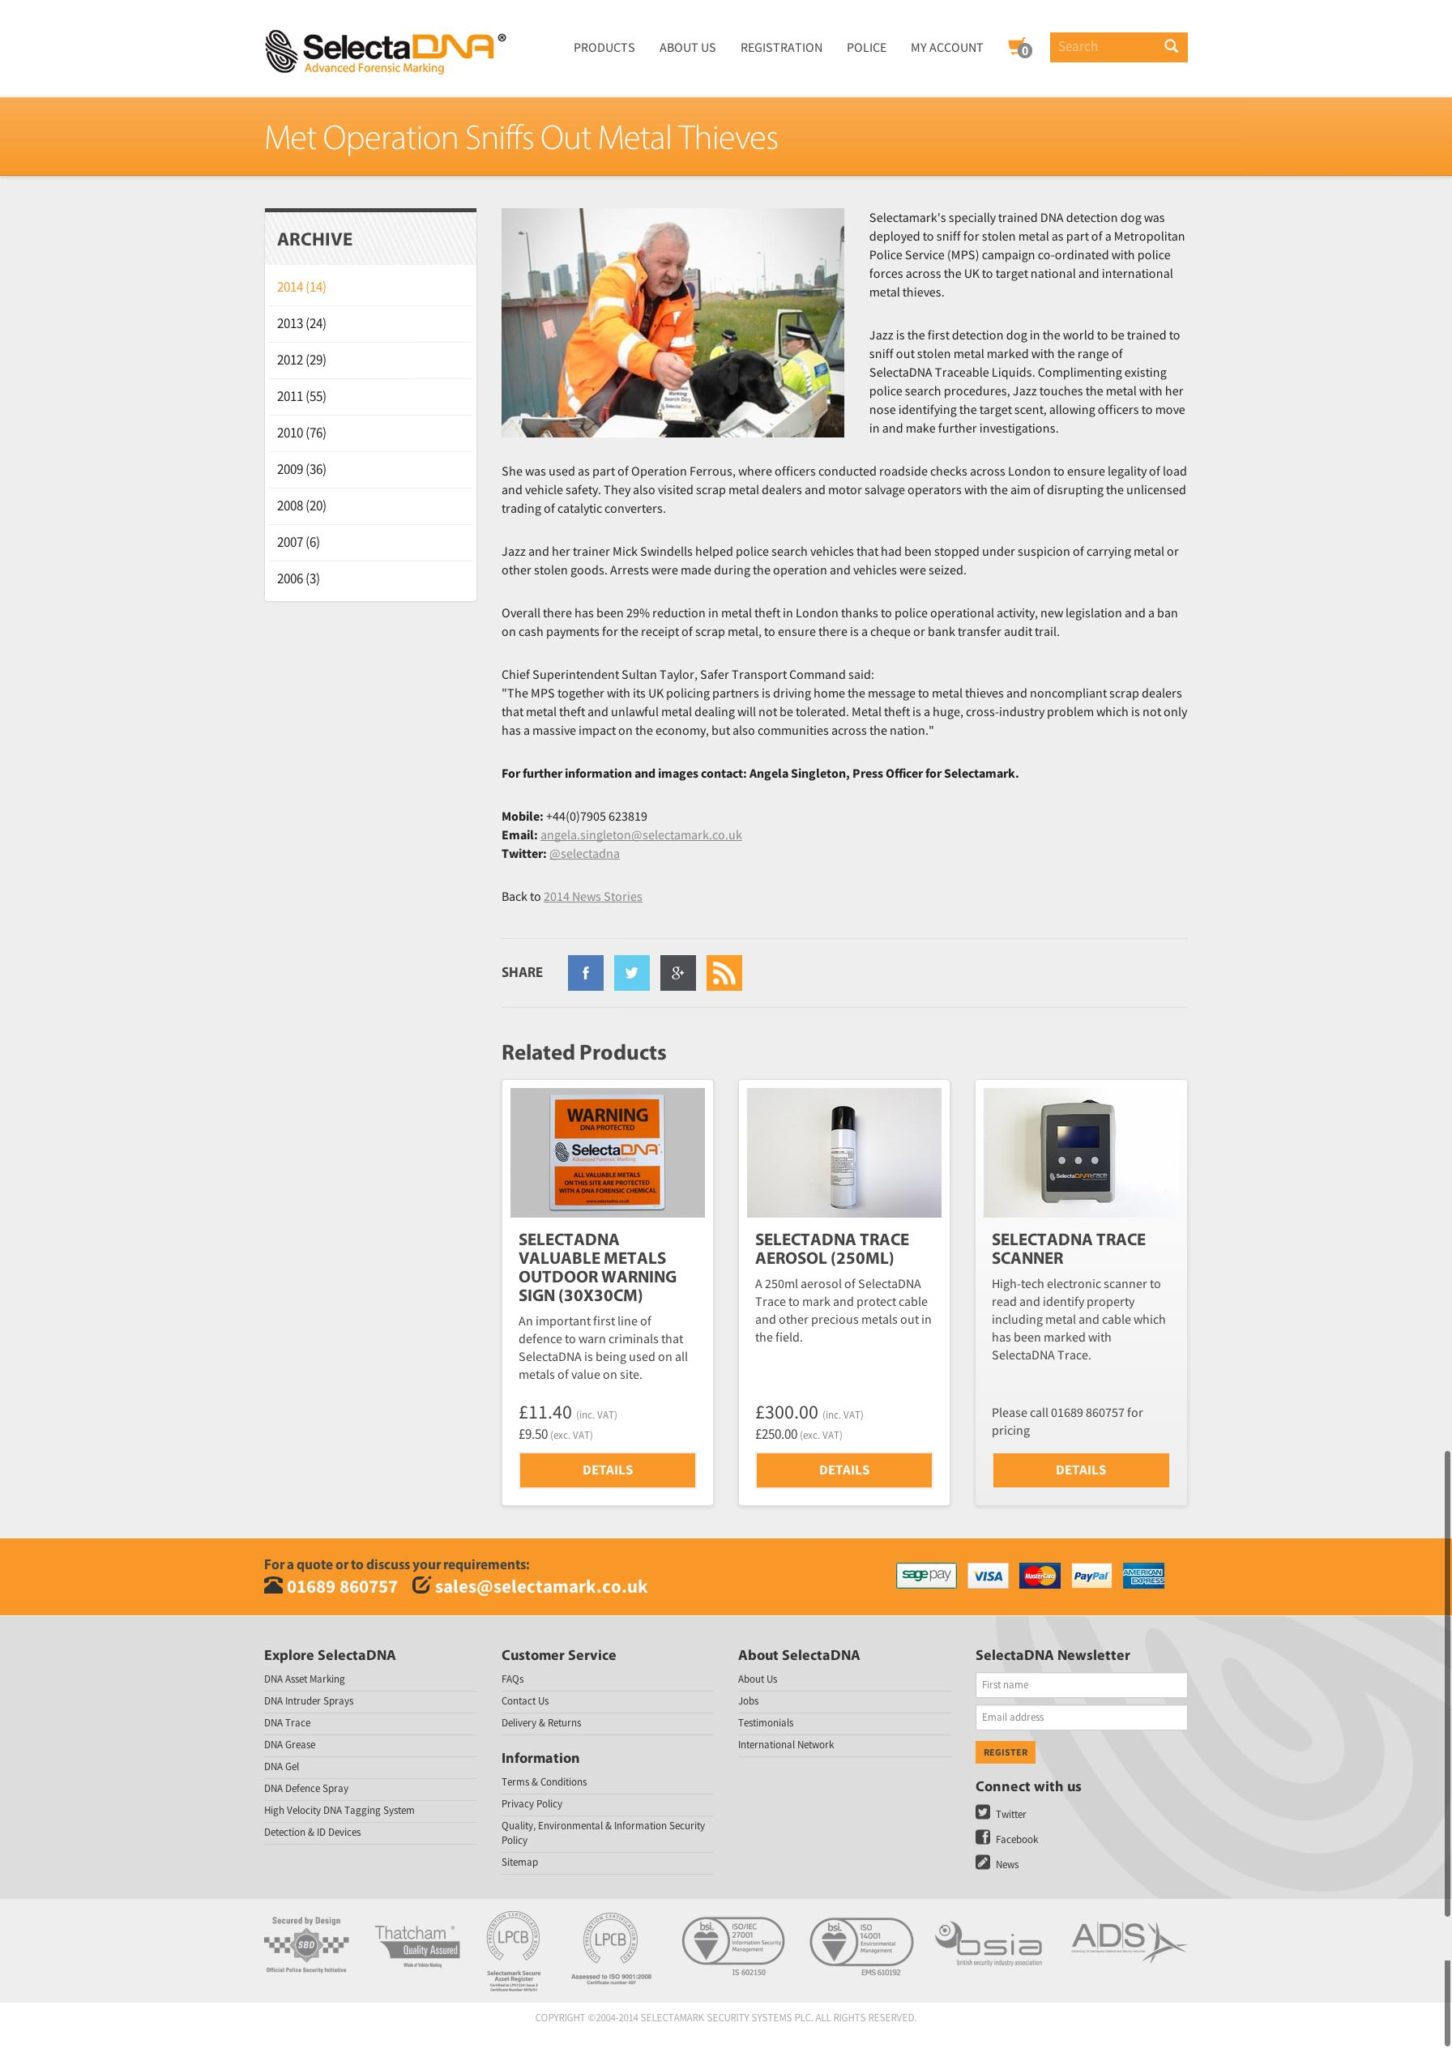 SelectaDNA®
Advanced Forensic Marking
PRODUCTS ABOUT US REGISTRATION POLICE MY ACCOUNT 0 Search
Met Operation Sniffs Out Metal Thieves
ARCHIVE
2014 (14)
2013 (24)
2012 (29)
2011 (55)
2010 (76)
2009 (36)
2008 (20)
2007 (6)
2006 (3)
Selectamark's specially trained DNA detection dog was
deployed to sniff for stolen metal as part of a Metropolitan
Police Service (MPS) campaign co-ordinated with police
forces across the UK to target national and international
metal thieves.
Jazz is the first detection dog in the world to be trained to
sniff out stolen metal marked with the range of
SelectaDNA Traceable Liquids. Complimenting existing
police search procedures, Jazz touches the metal with her
nose identifying the target scent, allowing officers to move
in and make further investigations.
She was used as part of Operation Ferrous, where officers conducted roadside checks across London to ensure legality of load
and vehicle safety. They also visited scrap metal dealers and motor salvage operators with the aim of disrupting the unlicensed
trading of catalytic converters.
Jazz and her trainer Mick Swindells helped police search vehicles that had been stopped under suspicion of carrying metal or
other stolen goods. Arrests were made during the operation and vehicles were seized.
Overall there has been 29% reduction in metal theft in London thanks to police operational activity, new legislation and a ban
on cash payments for the receipt of scrap metal, to ensure there is a cheque or bank transfer audit trail.
Chief Superintendent Sultan Taylor, Safer Transport Command said:
"The MPS together with its UK policing partners is driving home the message to metal thieves and noncompliant scrap dealers
that metal theft and unlawful metal dealing will not be tolerated. Metal theft is a huge, cross-industry problem which is not only
has a massive impact on the economy, but also communities across the nation."
For further information and images contact: Angela Singleton, Press Officer for Selectamark.
Mobile: +44(0)7905 623819
Email: angela.singleton@selectamark.co.uk
Twitter: @selectadna
Back to 2014 News Stories
SHARE
Related Products
WARNING
DNA PROTECTED
SelectaDNA
Advanced Forensic Marking
ALL VALUABLE METALS
ON THIS SITE ARE PROTECTED
WITH A DNA FORENSIC CHEMICAL
www.selectadna.co.uk
SELECTADNA
VALUABLE METALS
OUTDOOR WARNING
SIGN (30X30CM)
An important first line of
defence to warn criminals that
SelectaDNA is being used on all
metals of value on site.
£11.40 (inc. VAT)
£9.50 (exc. VAT)
DETAILS
SELECTADNA TRACE
AEROSOL (250ML)
A 250ml aerosol of SelectaDNA
Trace to mark and protect cable
and other precious metals out in
the field.
£300.00 (inc. VAT)
£250.00 (exc. VAT)
DETAILS
SelectaDNAtrace
SELECTADNA TRACE
SCANNER
High-tech electronic scanner to
read and identify property
including metal and cable which
has been marked with
SelectaDNA Trace.
Please call 01689 860757 for
pricing
DETAILS
For a quote or to discuss your requirements:
01689 860757 sales@selectamark.co.uk
sagepay VISA MasterCard PayPal AMERICAN EXPRESS
Explore SelectaDNA
DNA Asset Marking
DNA Intruder Sprays
DNA Trace
DNA Grease
DNA Gel
DNA Defence Spray
High Velocity DNA Tagging System
Detection & ID Devices
Customer Service
FAQs
Contact Us
Delivery & Returns
Information
Terms & Conditions
Privacy Policy
Quality, Environmental & Information Security
Policy
Sitemap
About SelectaDNA
About Us
Jobs
Testimonials
International Network
SelectaDNA Newsletter
First name
Email address
REGISTER
Connect with us
Twitter
Facebook
News
Secured by Design
SBD
Official Police Security Initiative
Thatcham
Quality Assured
LPCB
Selectamark Secure
Asset Register
LPCB
Assessed to ISO 9001:2008
bsi. ISO/IEC
27001
Information Security
Management
IS 602150
bsi. ISO
14001
Environmental
Management
EMS 610192
bsia
british security industry association
ADS
COPYRIGHT ©2004-2014 SELECTAMARK SECURITY SYSTEMS PLC. ALL RIGHTS RESERVED.